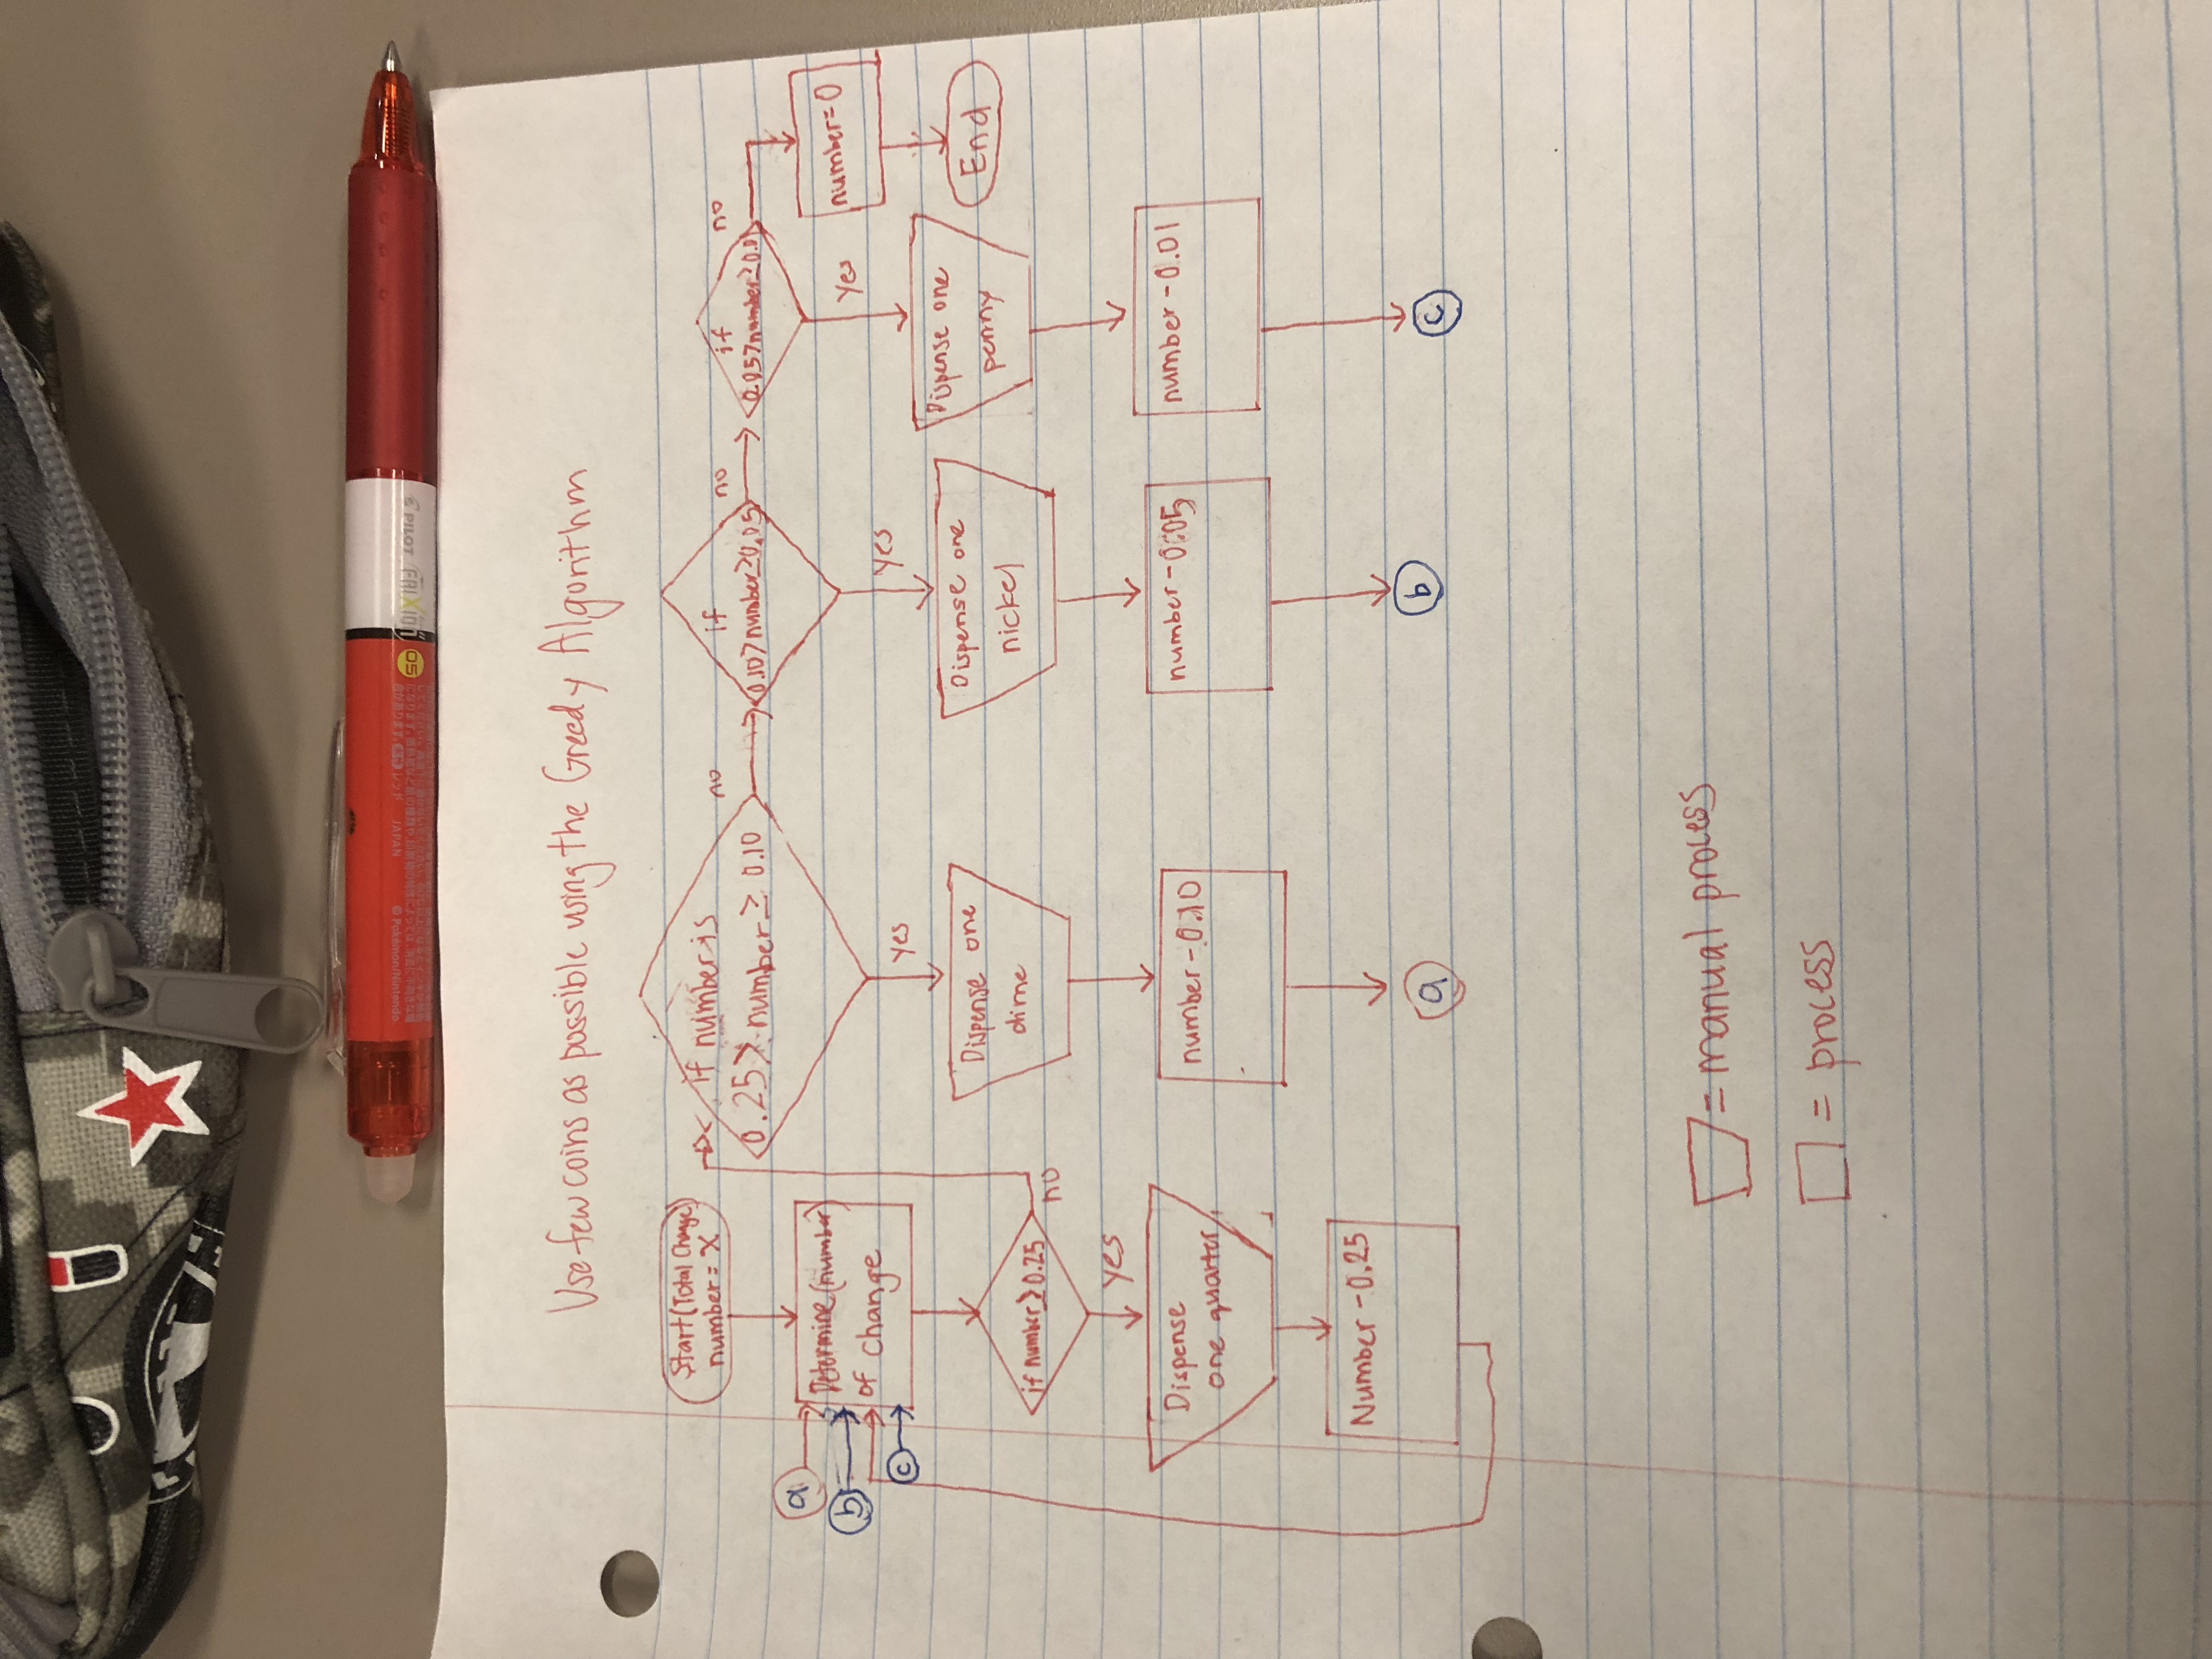 Use few coins as possible using the Greedy Algorithm
Start (Total Change)
number = X
a
b
c
Determine (number)
of change
if number ≥ 0.25
no
yes
Dispense
one quarter
Number - 0.25
if number is
0.25 > number ≥ 0.10
no
yes
Dispense one
dime
number - 0.10
a
if
0.10 > number ≥ 0.05
no
yes
Dispense one
nickel
number - 0.05
b
if
0.05 > number ≥ 0.01
no
yes
Dispense one
penny
number - 0.01
c
number = 0
End
= manual process
= process
PILOT
FRIXION
05
JAPAN
© Pokémon/Nintendo